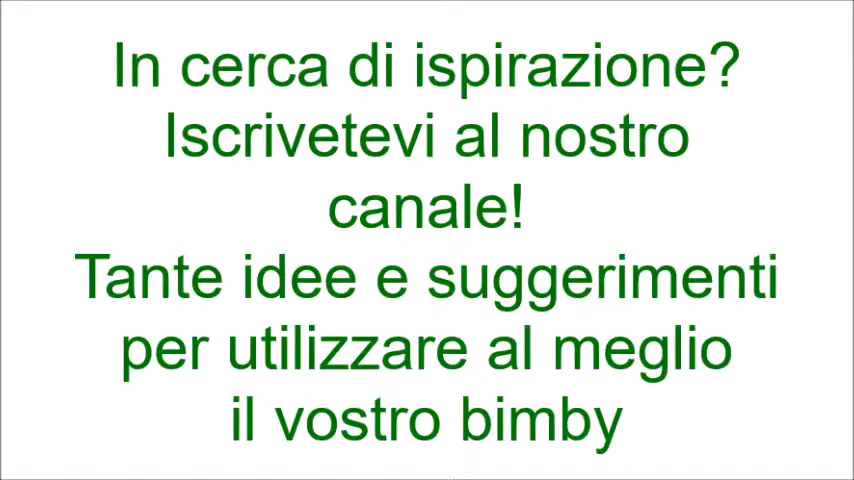 In cerca di ispirazione?
Iscrivetevi al nostro
canale!
Tante idee e suggerimenti
per utilizzare al meglio
il vostro bimby